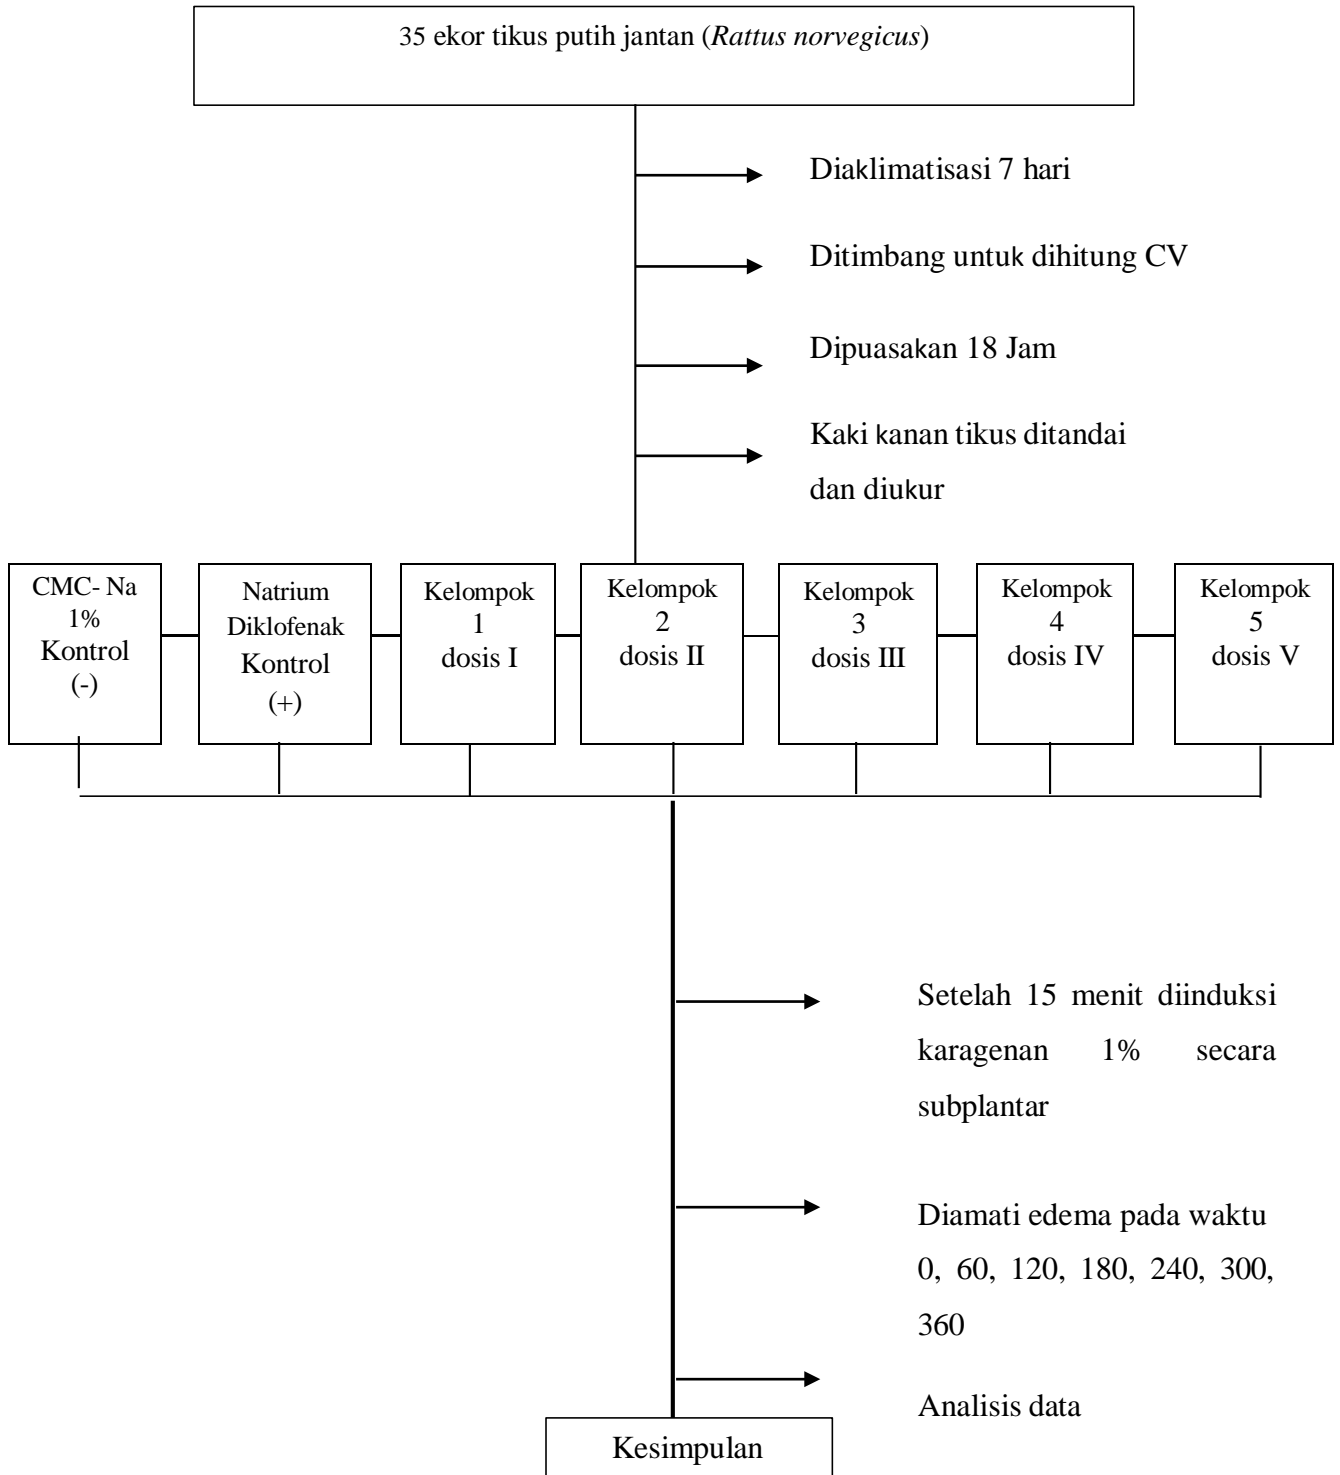 35 ekor tikus putih jantan (Rattus norvegicus)
Diaklimatisasi 7 hari
Ditimbang untuk dihitung CV
Dipuasakan 18 Jam
Kaki kanan tikus ditandai
dan diukur
CMC- Na
1%
Kontrol
(-)
Natrium
Diklofenak
Kontrol
(+)
Kelompok
1
dosis I
Kelompok
2
dosis II
Kelompok
3
dosis III
Kelompok
4
dosis IV
Kelompok
5
dosis V
Setelah 15 menit diinduksi
karagenan 1% secara
subplantar
Diamati edema pada waktu
0, 60, 120, 180, 240, 300,
360
Analisis data
Kesimpulan